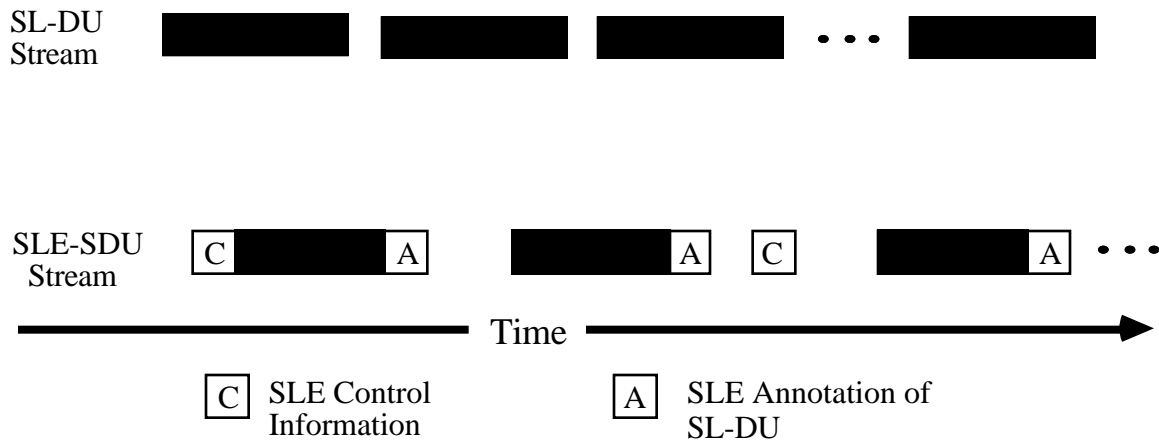 SL-DU
Stream
• • •
SLE-SDU
Stream
C A A C A • • •
Time
C SLE Control
Information
A SLE Annotation of
SL-DU